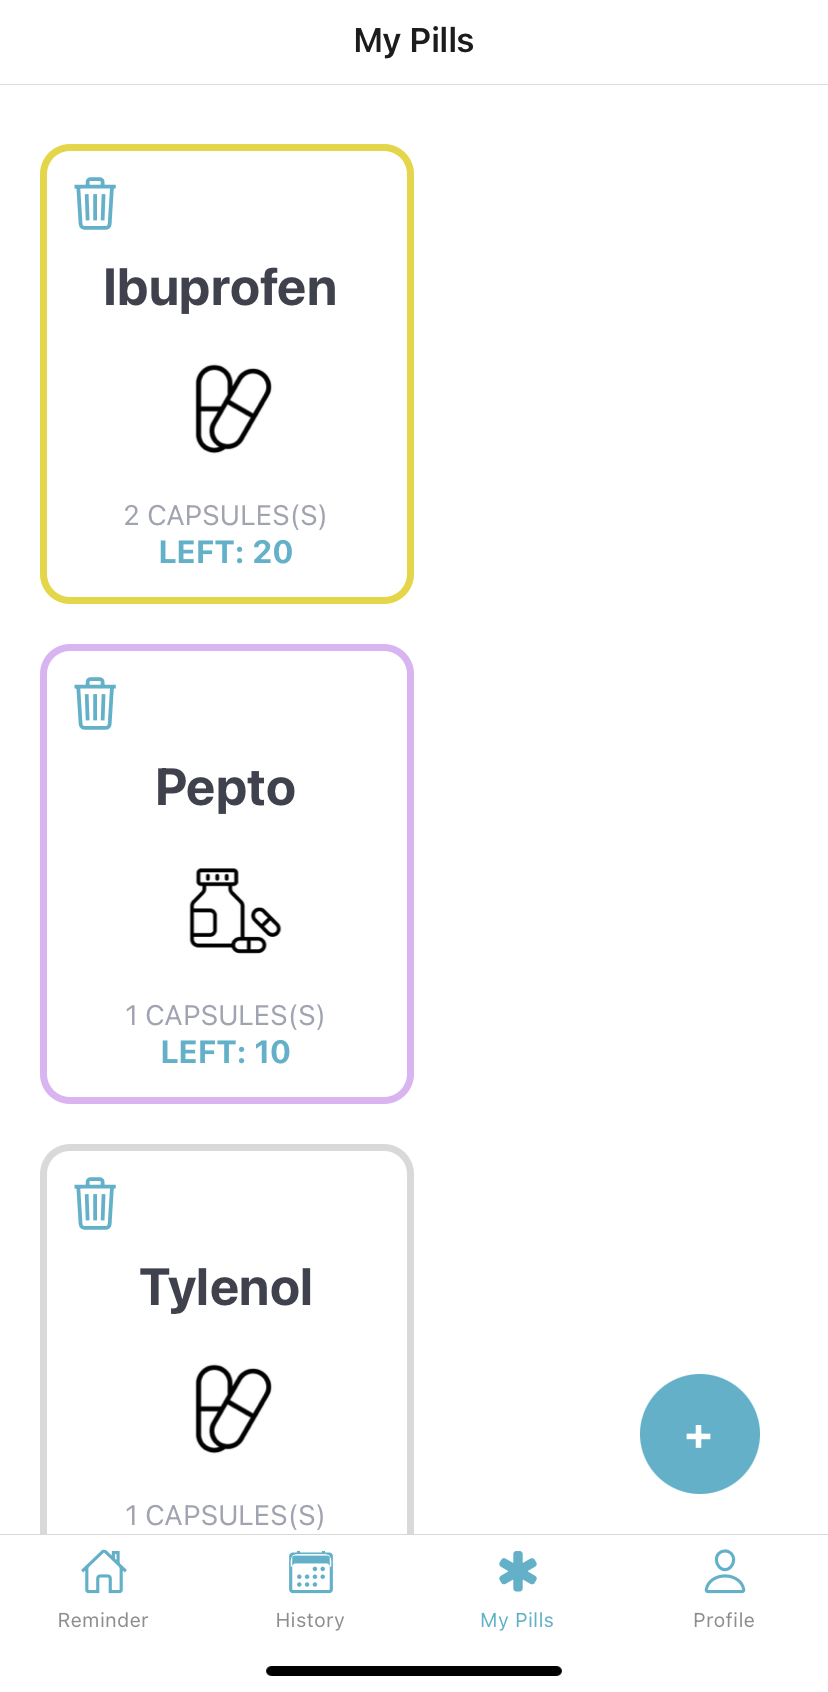 My Pills
Ibuprofen
2 CAPSULES(S)
LEFT: 20
Pepto
1 CAPSULES(S)
LEFT: 10
Tylenol
1 CAPSULES(S)
+
Reminder
History
My Pills
Profile